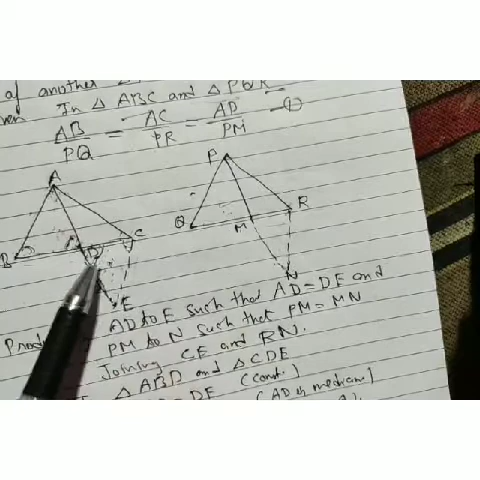 of another
In △ ABC and △ PQR
AB/PQ = AC/PR = AD/PM —①
A
P
B
C
D
E
Q
M
R
N
AD to E such that AD = DE and
PM to N such that PM = MN
Joining CE and RN.
△ ABD and △ CDE
DE (const.)
(AD is median)